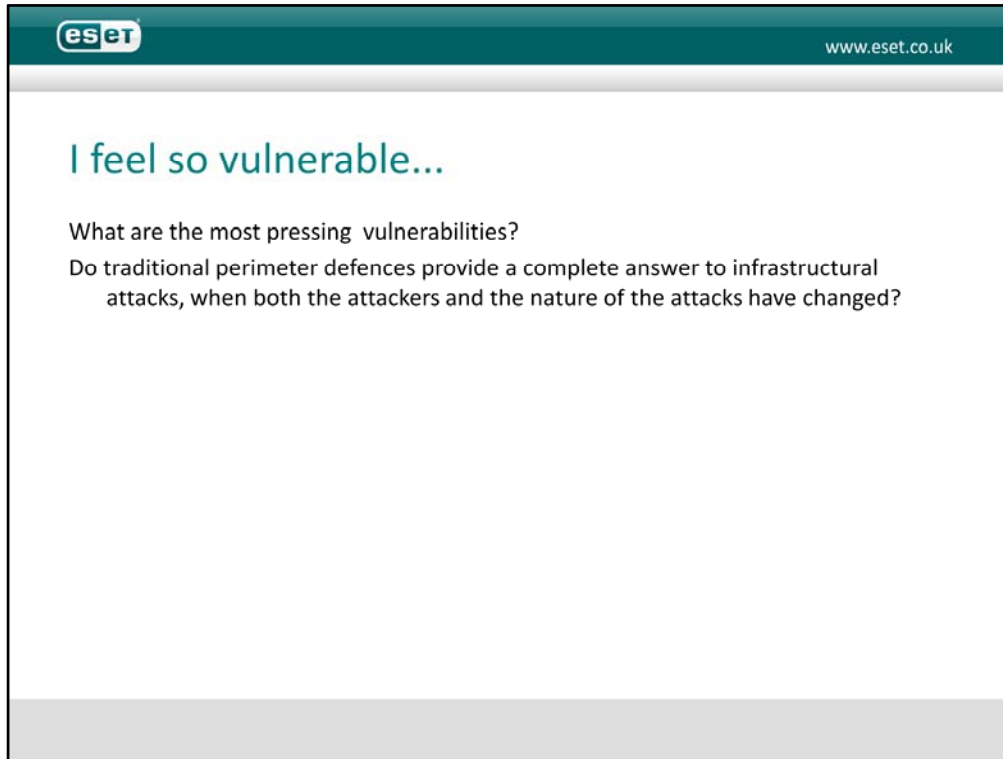 eset
www.eset.co.uk
I feel so vulnerable...
What are the most pressing  vulnerabilities?
Do traditional perimeter defences provide a complete answer to infrastructural
attacks, when both the attackers and the nature of the attacks have changed?